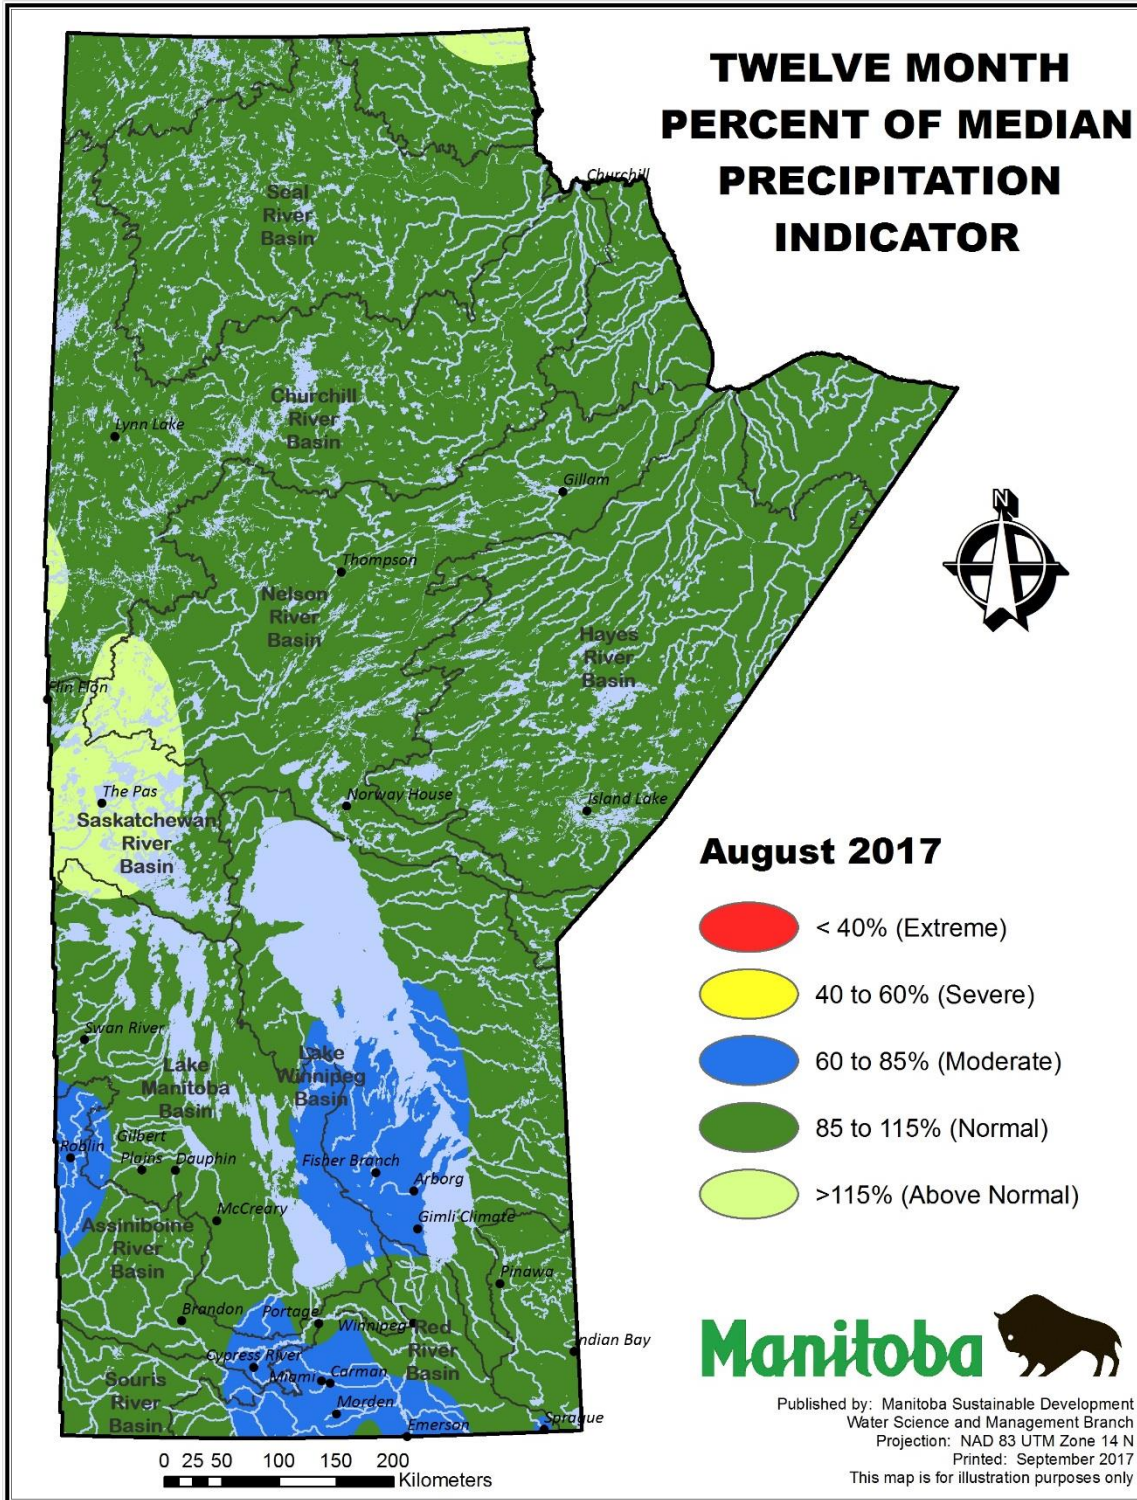 TWELVE MONTH
PERCENT OF MEDIAN
PRECIPITATION
INDICATOR
Churchill
Seal
River
Basin
Churchill
River
Basin
Lynn Lake
Gillam
N
Thompson
Nelson
River
Basin
Hayes
River
Basin
Flin Flon
The Pas
Saskatchewan
River
Basin
Norway House
Island Lake
August 2017
< 40% (Extreme)
40 to 60% (Severe)
60 to 85% (Moderate)
85 to 115% (Normal)
>115% (Above Normal)
Swan River
Lake
Manitoba
Basin
Lake
Winnipeg
Basin
Roblin
Gilbert
Plains
Dauphin
Fisher Branch
Arborg
McCreary
Gimli Climate
Assiniboine
River
Basin
Pinawa
Brandon
Portage
Winnipeg
Red
River
Basin
Indian Bay
Cypress River
Miami
Carman
Souris
River
Basin
Morden
Emerson
Sprague
0 25 50 100 150 200
Kilometers
Manitoba
Published by: Manitoba Sustainable Development
Water Science and Management Branch
Projection: NAD 83 UTM Zone 14 N
Printed: September 2017
This map is for illustration purposes only